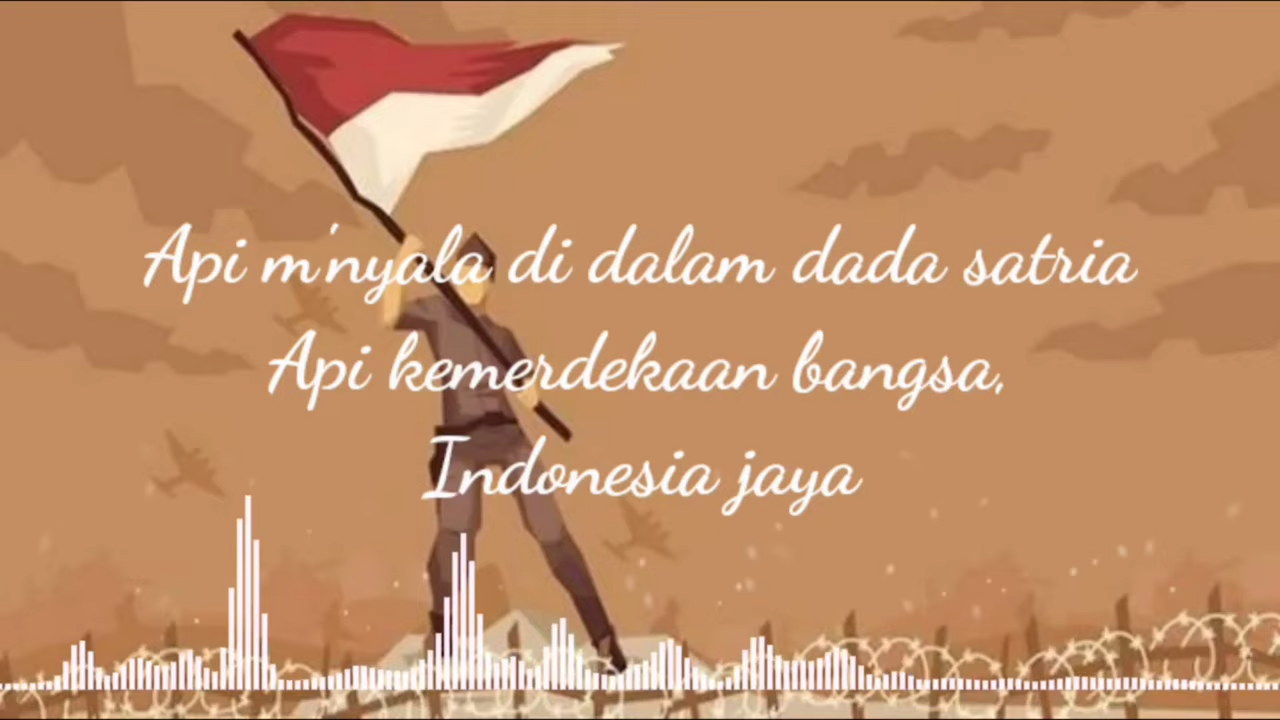 Api m'nyala di dalam dada satria
Api kemerdekaan bangsa,
Indonesia jaya